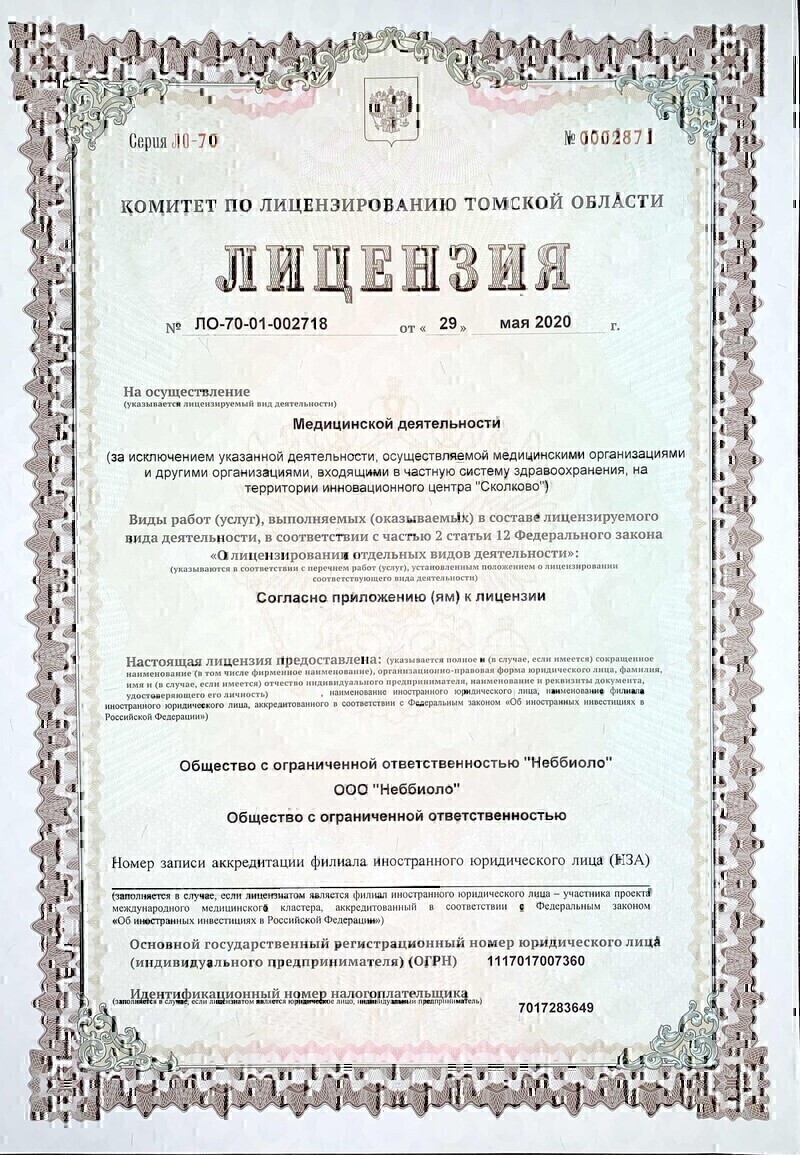 Серия ЛО-70
№ 0002871
КОМИТЕТ ПО ЛИЦЕНЗИРОВАНИЮ ТОМСКОЙ ОБЛАСТИ
ЛИЦЕНЗИЯ
№ ЛО-70-01-002718 от « 29 » мая 2020 г.
На осуществление
(указывается лицензируемый вид деятельности)
Медицинской деятельности
(за исключением указанной деятельности, осуществляемой медицинскими организациями
и другими организациями, входящими в частную систему здравоохранения, на
территории инновационного центра "Сколково")
Виды работ (услуг), выполняемых (оказываемых) в составе лицензируемого
вида деятельности, в соответствии с частью 2 статьи 12 Федерального закона
«О лицензировании отдельных видов деятельности»:
(указываются в соответствии с перечнем работ (услуг), установленным положением о лицензировании
соответствующего вида деятельности)
Согласно приложению (ям) к лицензии
Настоящая лицензия предоставлена: (указывается полное и (в случае, если имеется) сокращенное
наименование (в том числе фирменное наименование), организационно-правовая форма юридического лица, фамилия,
имя и (в случае, если имеется) отчество индивидуального предпринимателя, наименование и реквизиты документа,
удостоверяющего его личность) , наименование иностранного юридического лица, наименование филиала
иностранного юридического лица, аккредитованного в соответствии с Федеральным законом «Об иностранных инвестициях в
Российской Федерации»)
Общество с ограниченной ответственностью "Неббиоло"
ООО "Неббиоло"
Общество с ограниченной ответственностью
Номер записи аккредитации филиала иностранного юридического лица (НЗА)
(заполняется в случае, если лицензиатом является филиал иностранного юридического лица – участника проекта
международного медицинского кластера, аккредитованный в соответствии с Федеральным законом
«Об иностранных инвестициях в Российской Федерации»)
Основной государственный регистрационный номер юридического лица
(индивидуального предпринимателя) (ОГРН) 1117017007360
Идентификационный номер налогоплательщика
(заполняется в случае, если лицензиатом является юридическое лицо, индивидуальный предприниматель)
7017283649